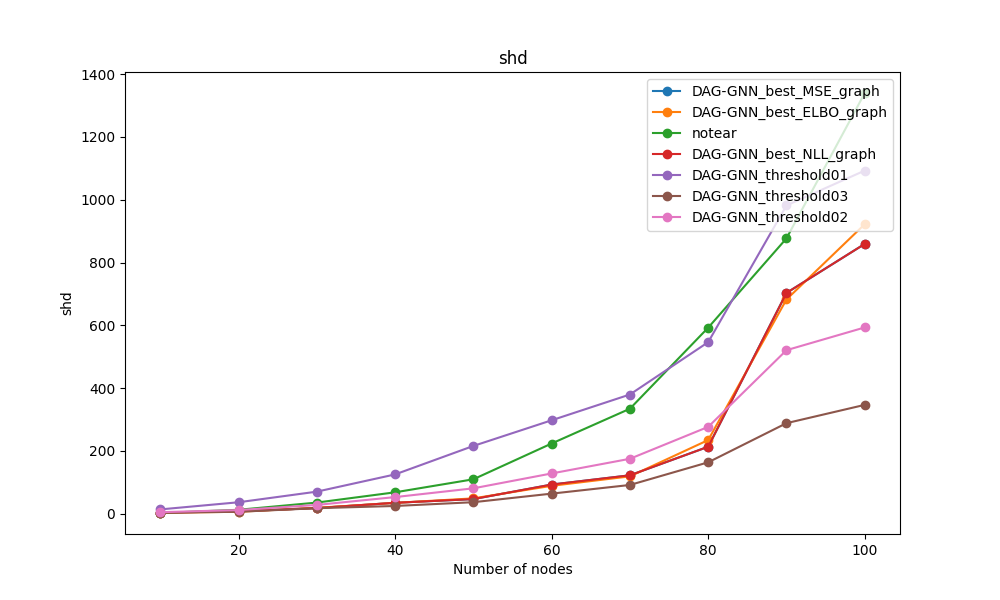 shd
1400
1200
1000
800
600
400
200
0
shd
20
40
60
80
100
Number of nodes
DAG-GNN_best_MSE_graph
DAG-GNN_best_ELBO_graph
notear
DAG-GNN_best_NLL_graph
DAG-GNN_threshold01
DAG-GNN_threshold03
DAG-GNN_threshold02